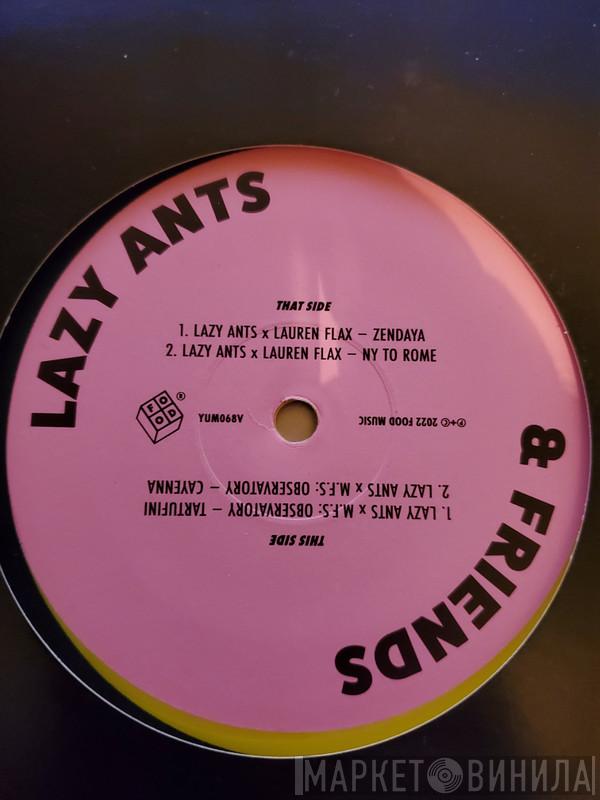 LAZY ANTS
& FRIENDS
THAT SIDE
1. LAZY ANTS x LAUREN FLAX – ZENDAYA
2. LAZY ANTS x LAUREN FLAX – NY TO ROME
FOOD®
A890WUY
℗+© 2022 FOOD MUSIC
THIS SIDE
1. LAZY ANTS x M.F.S: OBSERVATORY – TARTUFINI
2. LAZY ANTS x M.F.S: OBSERVATORY – CAYENNA
МАРКЕТ ВИНИЛА